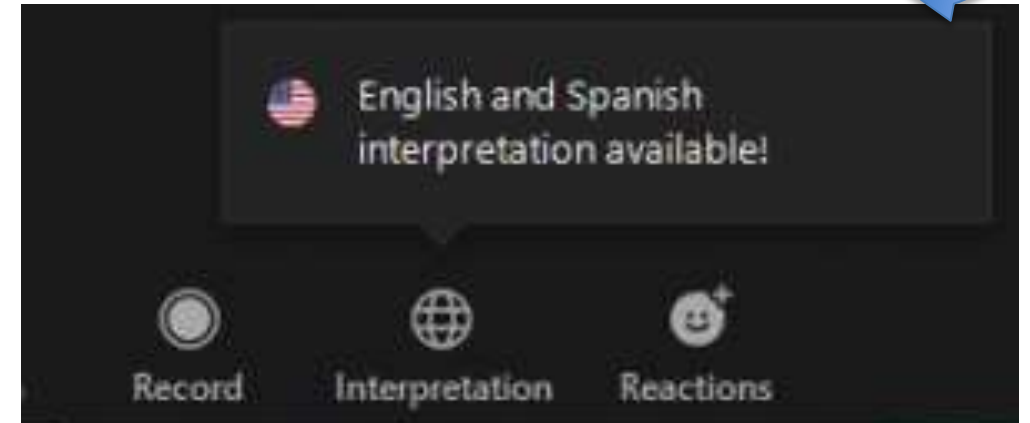 English and Spanish
interpretation available!
Record
Interpretation
Reactions